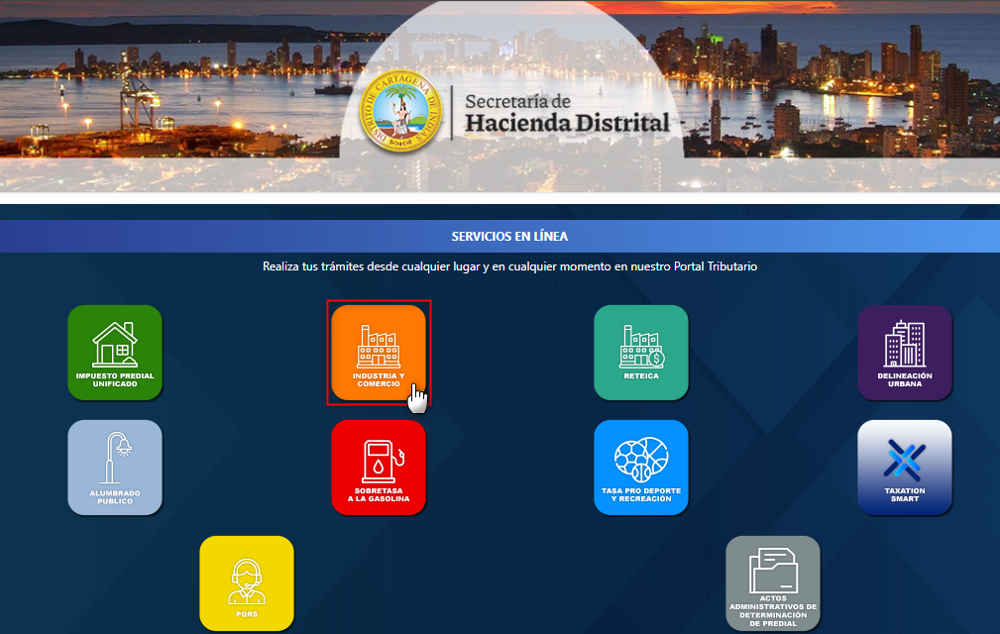 DISTRITO DE CARTAGENA DE INDIAS
Secretaría de
Hacienda Distrital
SERVICIOS EN LÍNEA
Realiza tus trámites desde cualquier lugar y en cualquier momento en nuestro Portal Tributario
IMPUESTO PREDIAL
UNIFICADO
INDUSTRIA Y
COMERCIO
RETEICA
DELINEACIÓN
URBANA
ALUMBRADO
PUBLICO
SOBRETASA
A LA GASOLINA
TASA PRO DEPORTE
Y RECREACIÓN
TAXATION
SMART
PQRS
ACTOS
ADMINISTRATIVOS DE
DETERMINACIÓN
DE PREDIAL